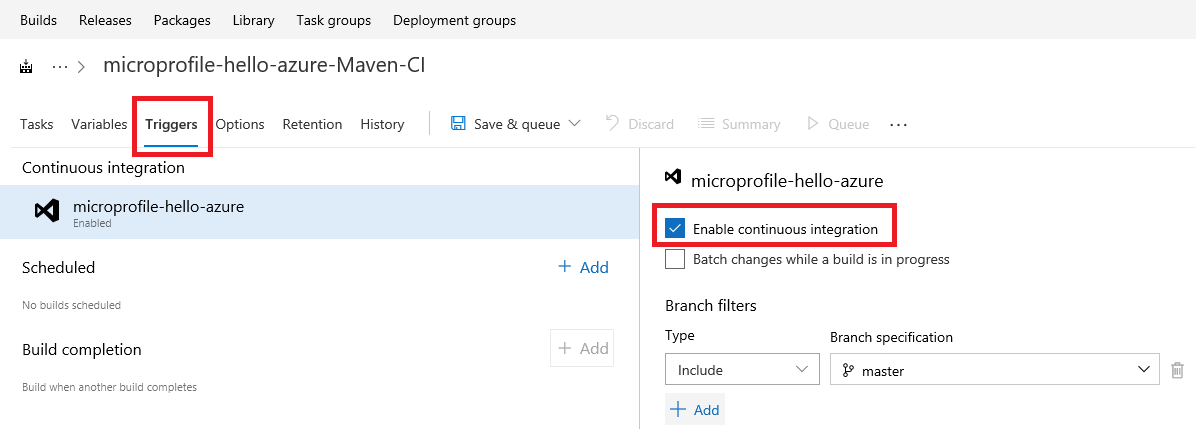 Builds Releases Packages Library Task groups Deployment groups
··· > microprofile-hello-azure-Maven-CI
Tasks Variables Triggers Options Retention History Save & queue Discard Summary Queue ···
Continuous integration
microprofile-hello-azure
Enabled
Scheduled + Add
No builds scheduled
Build completion + Add
Build when another build completes
microprofile-hello-azure
Enable continuous integration
Batch changes while a build is in progress
Branch filters
Type Branch specification
Include master
+ Add